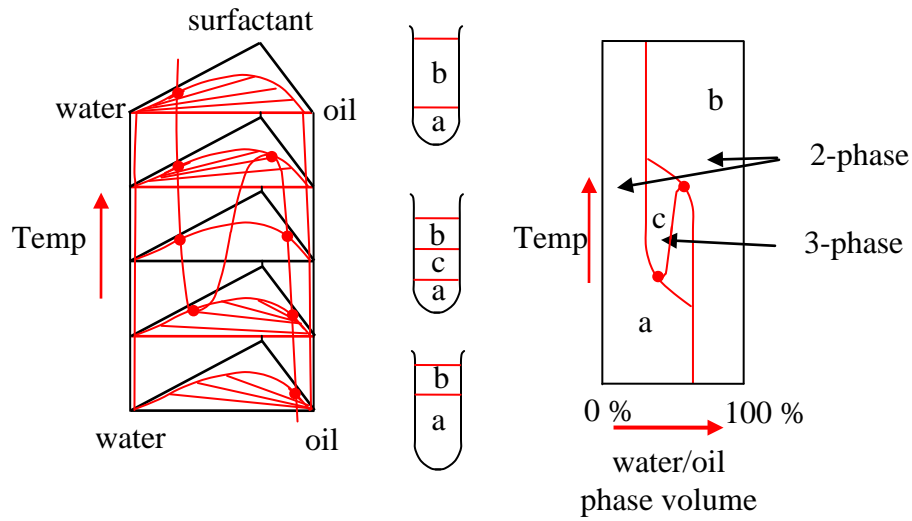 surfactant
water
oil
Temp
water
oil
b
a
b
c
a
b
a
b
2-phase
c
3-phase
Temp
a
0 %
100 %
water/oil
phase volume